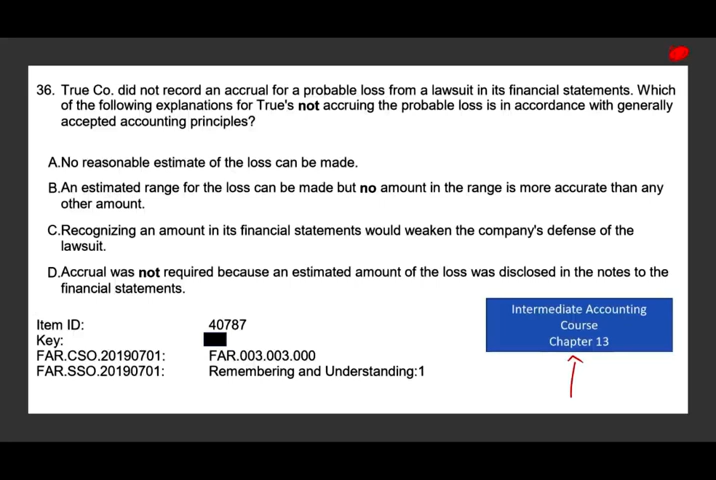 36. True Co. did not record an accrual for a probable loss from a lawsuit in its financial statements. Which
of the following explanations for True's not accruing the probable loss is in accordance with generally
accepted accounting principles?
A.No reasonable estimate of the loss can be made.
B.An estimated range for the loss can be made but no amount in the range is more accurate than any
other amount.
C.Recognizing an amount in its financial statements would weaken the company's defense of the
lawsuit.
D.Accrual was not required because an estimated amount of the loss was disclosed in the notes to the
financial statements.
Item ID: 40787
Key:
FAR.CSO.20190701: FAR.003.003.000
FAR.SSO.20190701: Remembering and Understanding:1
Intermediate Accounting
Course
Chapter 13